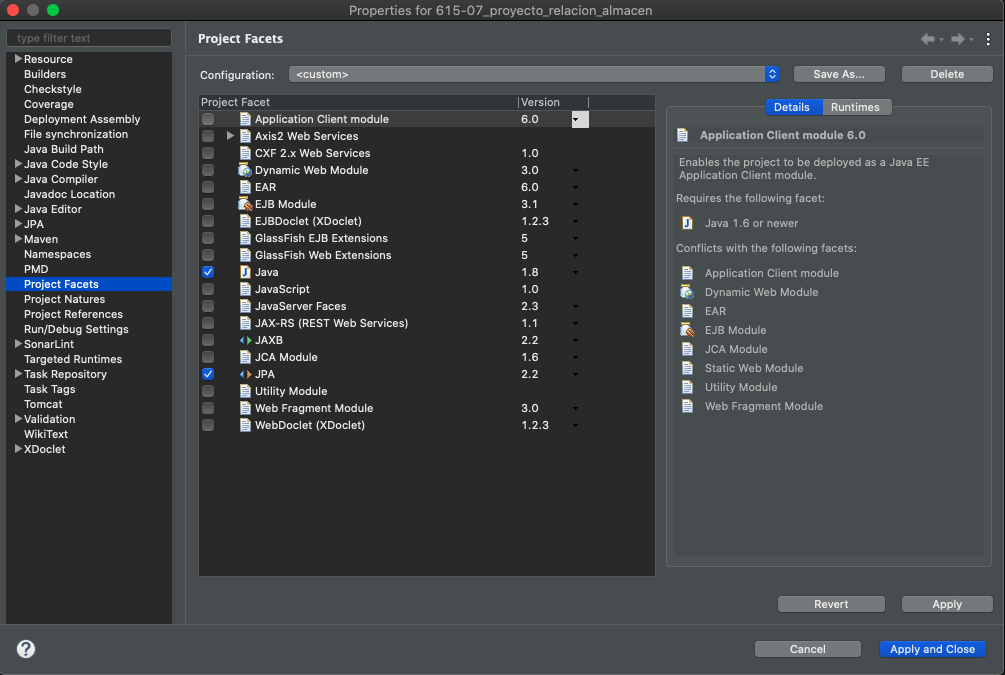 Properties for 615-07_proyecto_relacion_almacen
type filter text
Resource
Builders
Checkstyle
Coverage
Deployment Assembly
File synchronization
Java Build Path
Java Code Style
Java Compiler
Javadoc Location
Java Editor
JPA
Maven
Namespaces
PMD
Project Facets
Project Natures
Project References
Run/Debug Settings
SonarLint
Targeted Runtimes
Task Repository
Task Tags
Tomcat
Validation
WikiText
XDoclet
Project Facets
Configuration: <custom> Save As... Delete
Project Facet Version
Application Client module 6.0
Axis2 Web Services
CXF 2.x Web Services 1.0
Dynamic Web Module 3.0
EAR 6.0
EJB Module 3.1
EJBDoclet (XDoclet) 1.2.3
GlassFish EJB Extensions 5
GlassFish Web Extensions 5
Java 1.8
JavaScript 1.0
JavaServer Faces 2.3
JAX-RS (REST Web Services) 1.1
JAXB 2.2
JCA Module 1.6
JPA 2.2
Utility Module
Web Fragment Module 3.0
WebDoclet (XDoclet) 1.2.3
Details Runtimes
Application Client module 6.0
Enables the project to be deployed as a Java EE
Application Client module.
Requires the following facet:
Java 1.6 or newer
Conflicts with the following facets:
Application Client module
Dynamic Web Module
EAR
EJB Module
JCA Module
Static Web Module
Utility Module
Web Fragment Module
Revert Apply
? Cancel Apply and Close